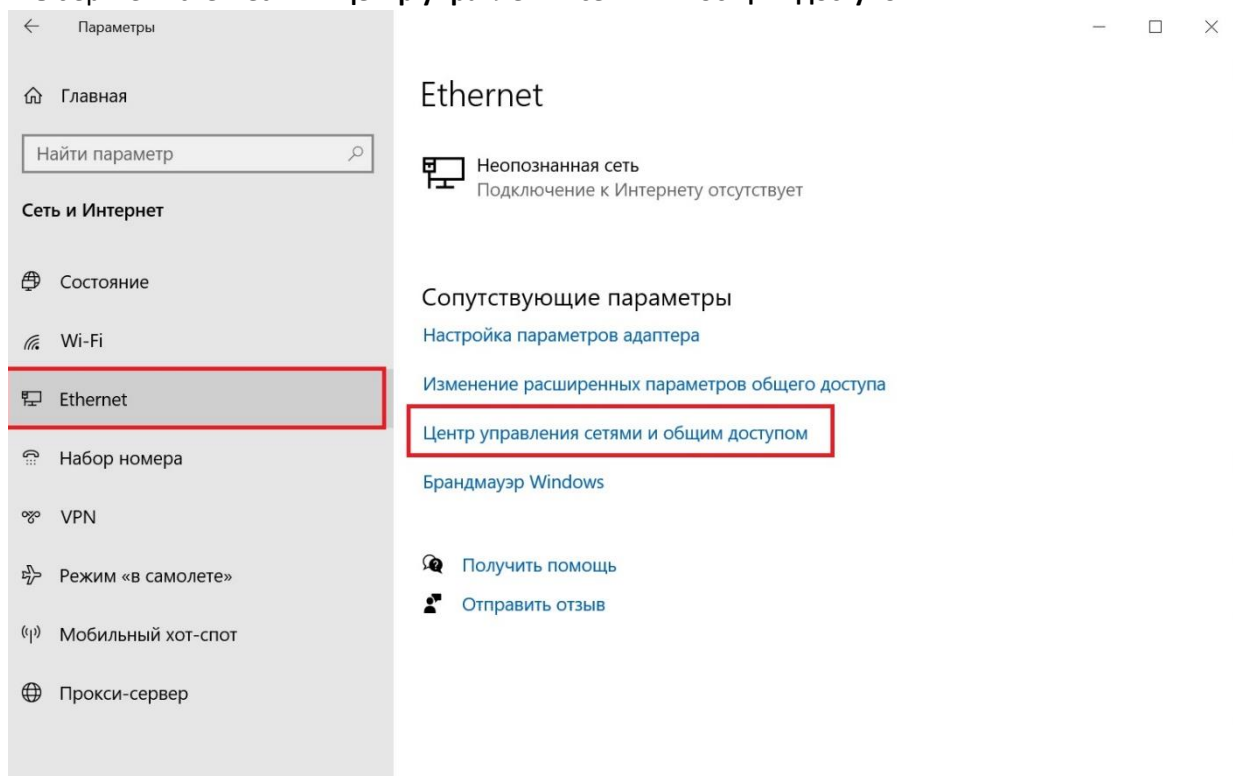 Параметры
Главная
Найти параметр
Сеть и Интернет
Состояние
Wi-Fi
Ethernet
Набор номера
VPN
Режим «в самолете»
Мобильный хот-спот
Прокси-сервер
Ethernet
Неопознанная сеть
Подключение к Интернету отсутствует
Сопутствующие параметры
Настройка параметров адаптера
Изменение расширенных параметров общего доступа
Центр управления сетями и общим доступом
Брандмауэр Windows
Получить помощь
Отправить отзыв